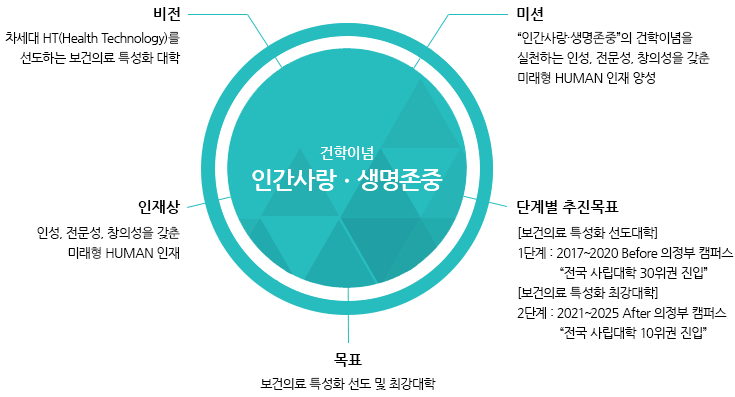 비전
차세대 HT(Health Technology)를
선도하는 보건의료 특성화 대학
미션
“인간사랑·생명존중”의 건학이념을
실천하는 인성, 전문성, 창의성을 갖춘
미래형 HUMAN 인재 양성
건학이념
인간사랑 · 생명존중
인재상
인성, 전문성, 창의성을 갖춘
미래형 HUMAN 인재
단계별 추진목표
[보건의료 특성화 선도대학]
1단계 : 2017~2020 Before 의정부 캠퍼스
“전국 사립대학 30위권 진입”
[보건의료 특성화 최강대학]
2단계 : 2021~2025 After 의정부 캠퍼스
“전국 사립대학 10위권 진입”
목표
보건의료 특성화 선도 및 최강대학